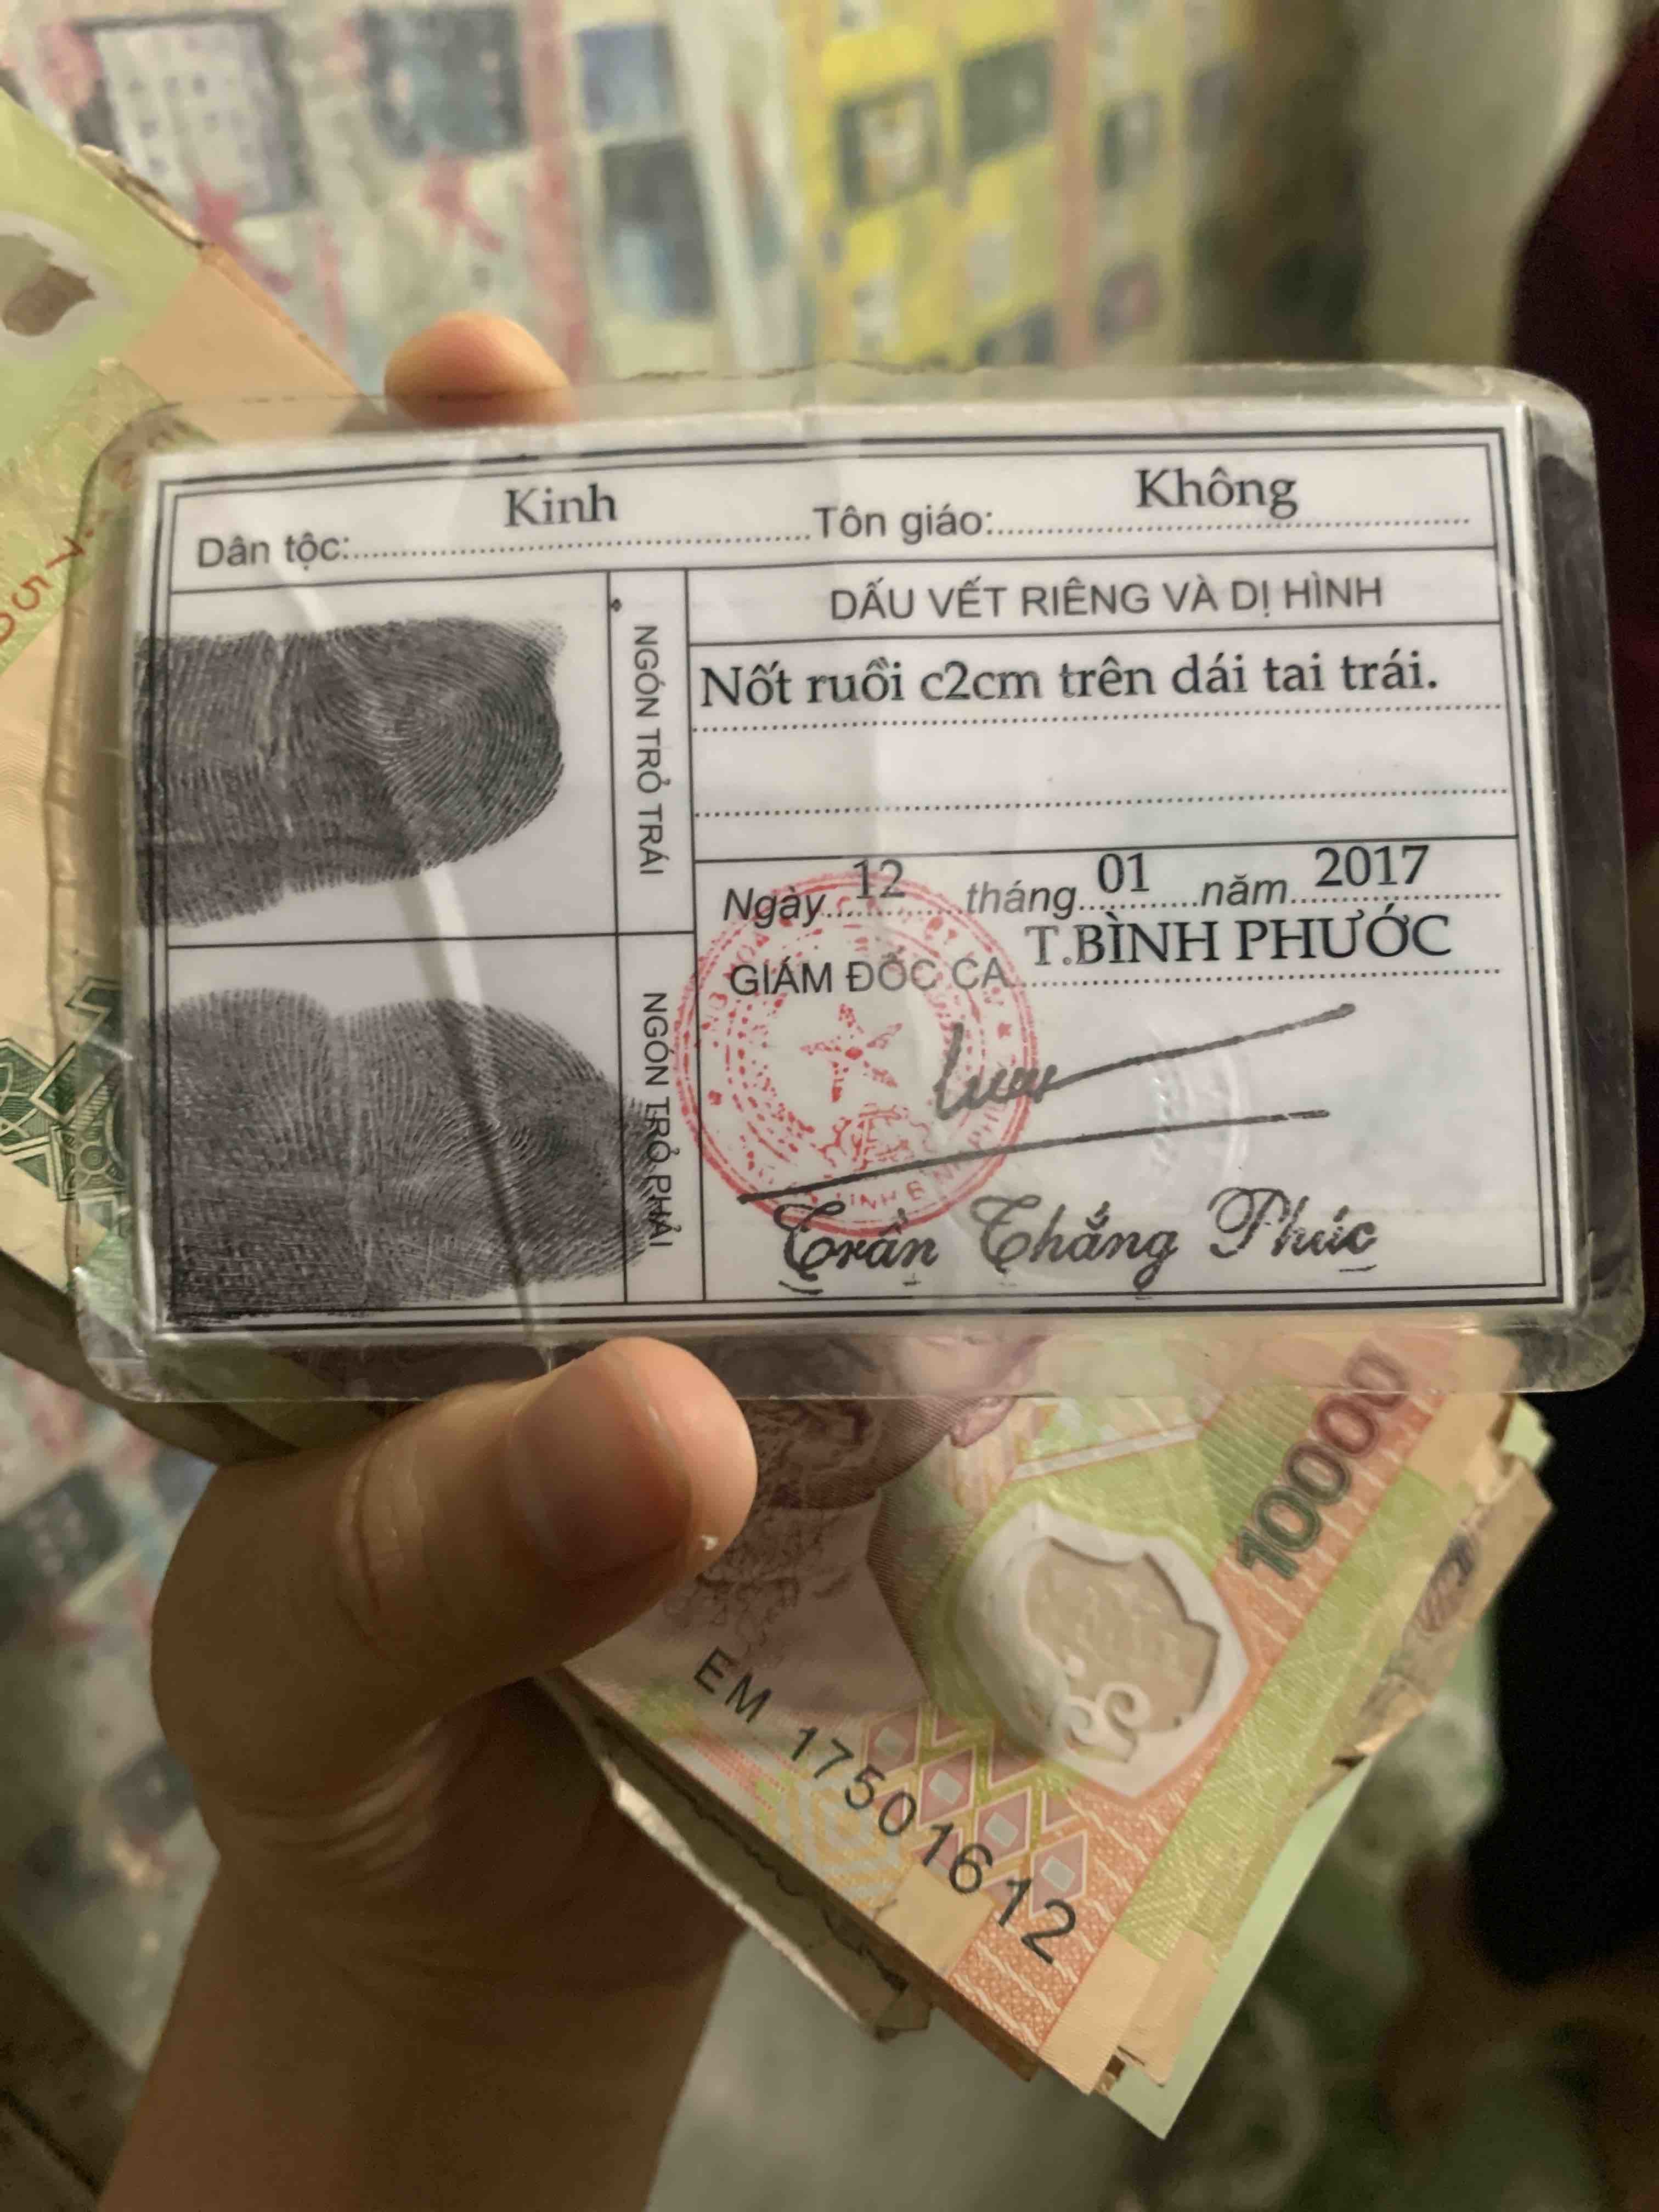 Dân tộc: Kinh Tôn giáo: Không
NGÓN TRỎ TRÁI
NGÓN TRỎ PHẢI
DẤU VẾT RIÊNG VÀ DỊ HÌNH
Nốt ruồi c2cm trên dái tai trái.
Ngày 12 tháng 01 năm 2017
GIÁM ĐỐC CA T.BÌNH PHƯỚC
Trần Thắng Phúc
10000
EM 17501612